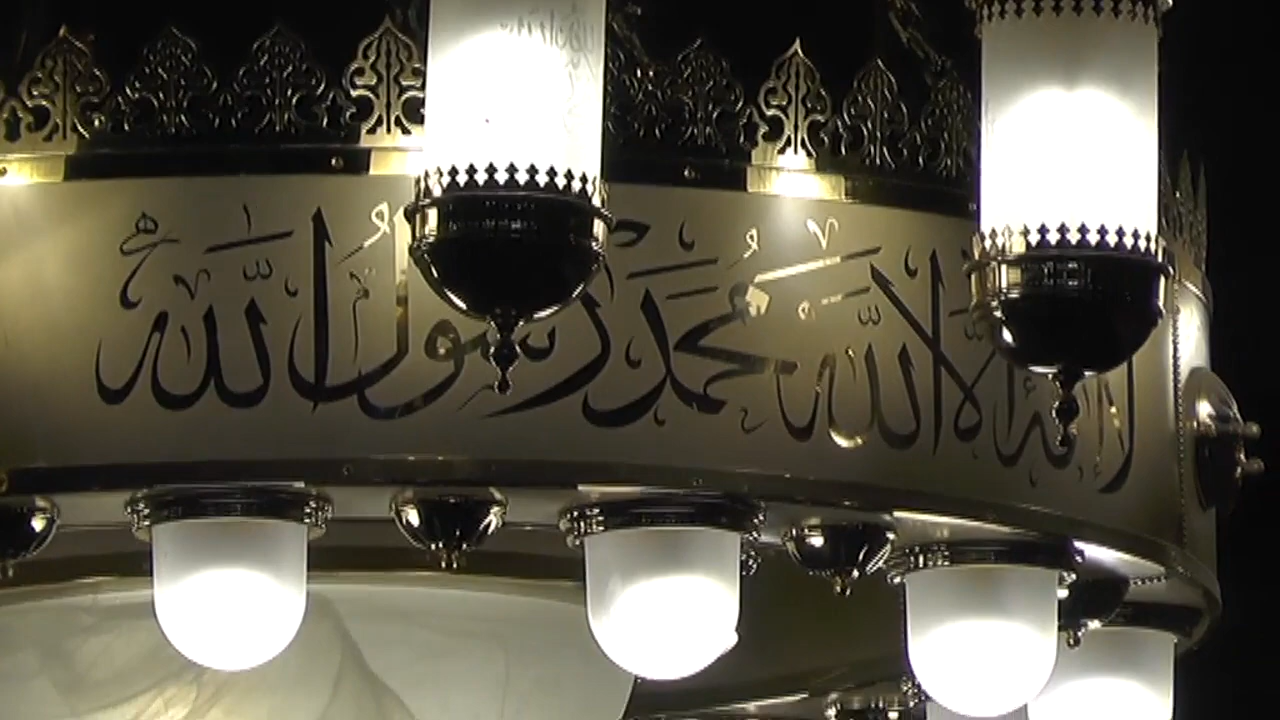 لا إله إلا الله محمد رسول الله